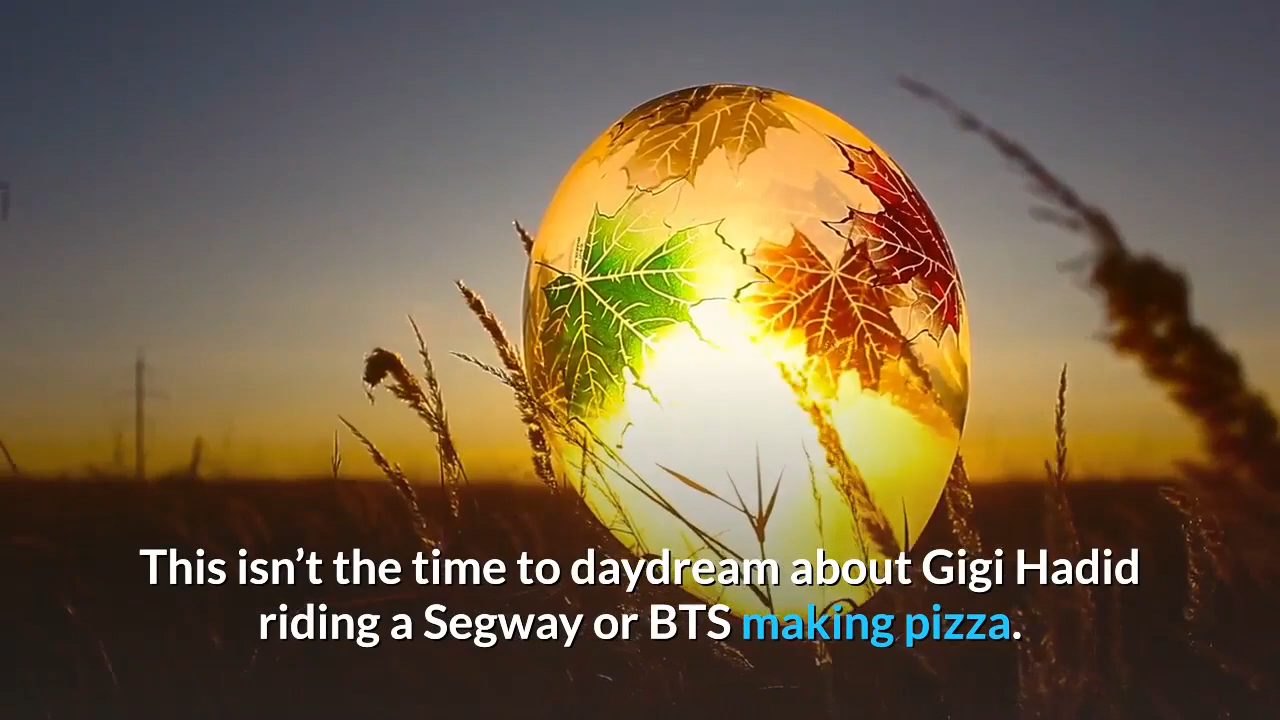 This isn’t the time to daydream about Gigi Hadid
riding a Segway or BTS making pizza.